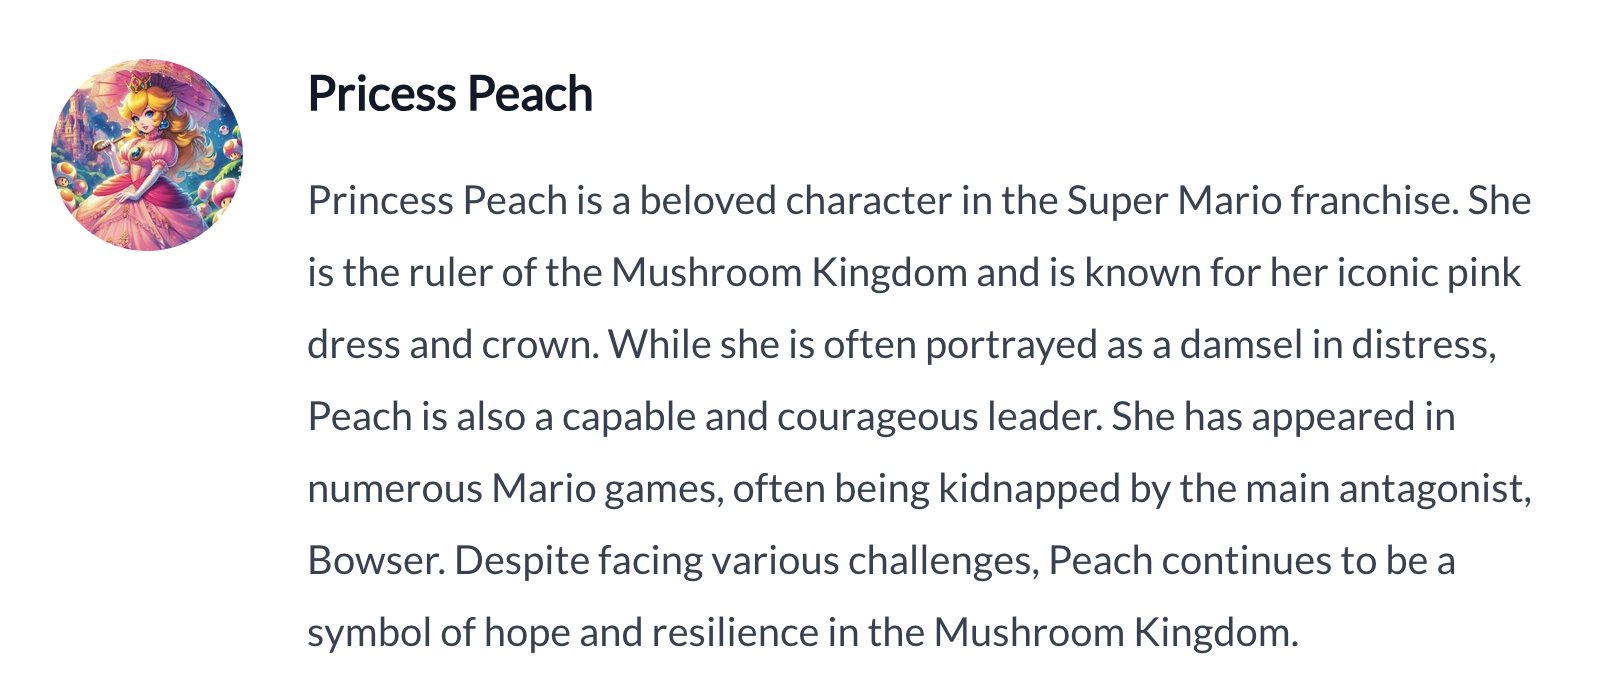 Pricess Peach
Princess Peach is a beloved character in the Super Mario franchise. She
is the ruler of the Mushroom Kingdom and is known for her iconic pink
dress and crown. While she is often portrayed as a damsel in distress,
Peach is also a capable and courageous leader. She has appeared in
numerous Mario games, often being kidnapped by the main antagonist,
Bowser. Despite facing various challenges, Peach continues to be a
symbol of hope and resilience in the Mushroom Kingdom.